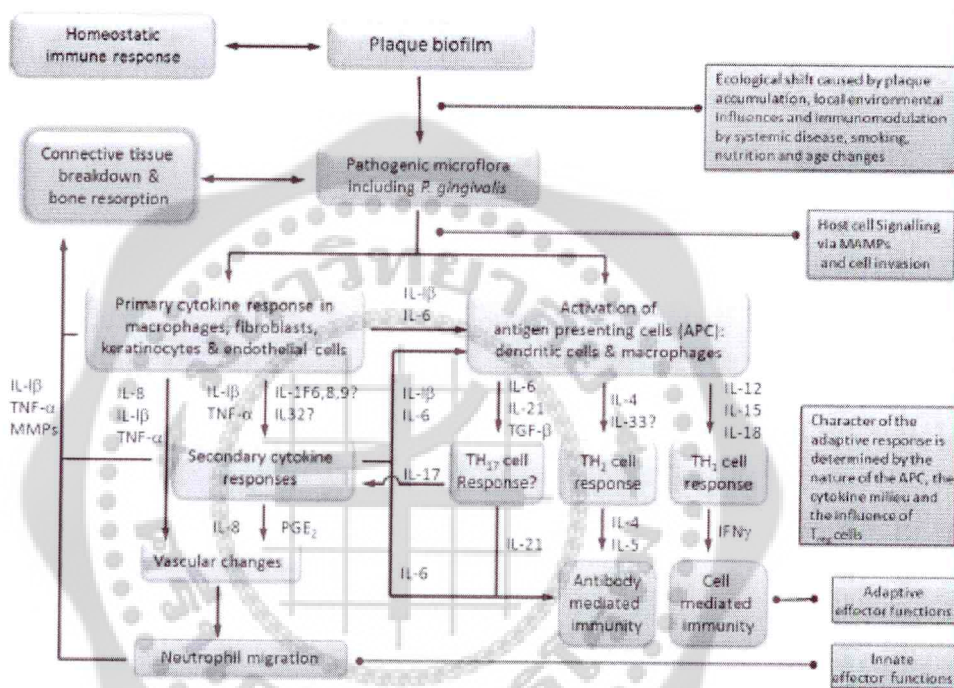 Homeostatic
immune response
Plaque biofilm
Ecological shift caused by plaque
accumulation, local environmental
influences and immunomodulation
by systemic disease, smoking,
nutrition and age changes
Connective tissue
breakdown &
bone resorption
Pathogenic microflora
including P. gingivalis
Host cell Signalling
via MAMPs
and cell invasion
Primary cytokine response in
macrophages, fibroblasts,
keratinocytes & endothelial cells
IL-Iβ
IL-6
Activation of
antigen presenting cells (APC):
dendritic cells & macrophages
IL-Iβ
TNF-α
MMPs
IL-8
IL-Iβ
TNF-α
IL-Iβ
TNF-α
IL-1F6,8,9?
IL32?
IL-Iβ
IL-6
IL-6
IL-21
TGF-β
IL-4
IL-33?
IL-12
IL-15
IL-18
Character of the
adaptive response is
determined by the
nature of the APC, the
cytokine milieu and
the influence of
Treg cells
Secondary cytokine
responses
IL-17
TH17 cell
Response?
TH2 cell
response
TH1 cell
response
IL-8
PGE2
IL-21
IL-4
IL-5
IFNγ
Vascular changes
IL-6
Antibody
mediated
immunity
Cell
mediated
immunity
Adaptive
effector functions
Neutrophil migration
Innate
effector functions